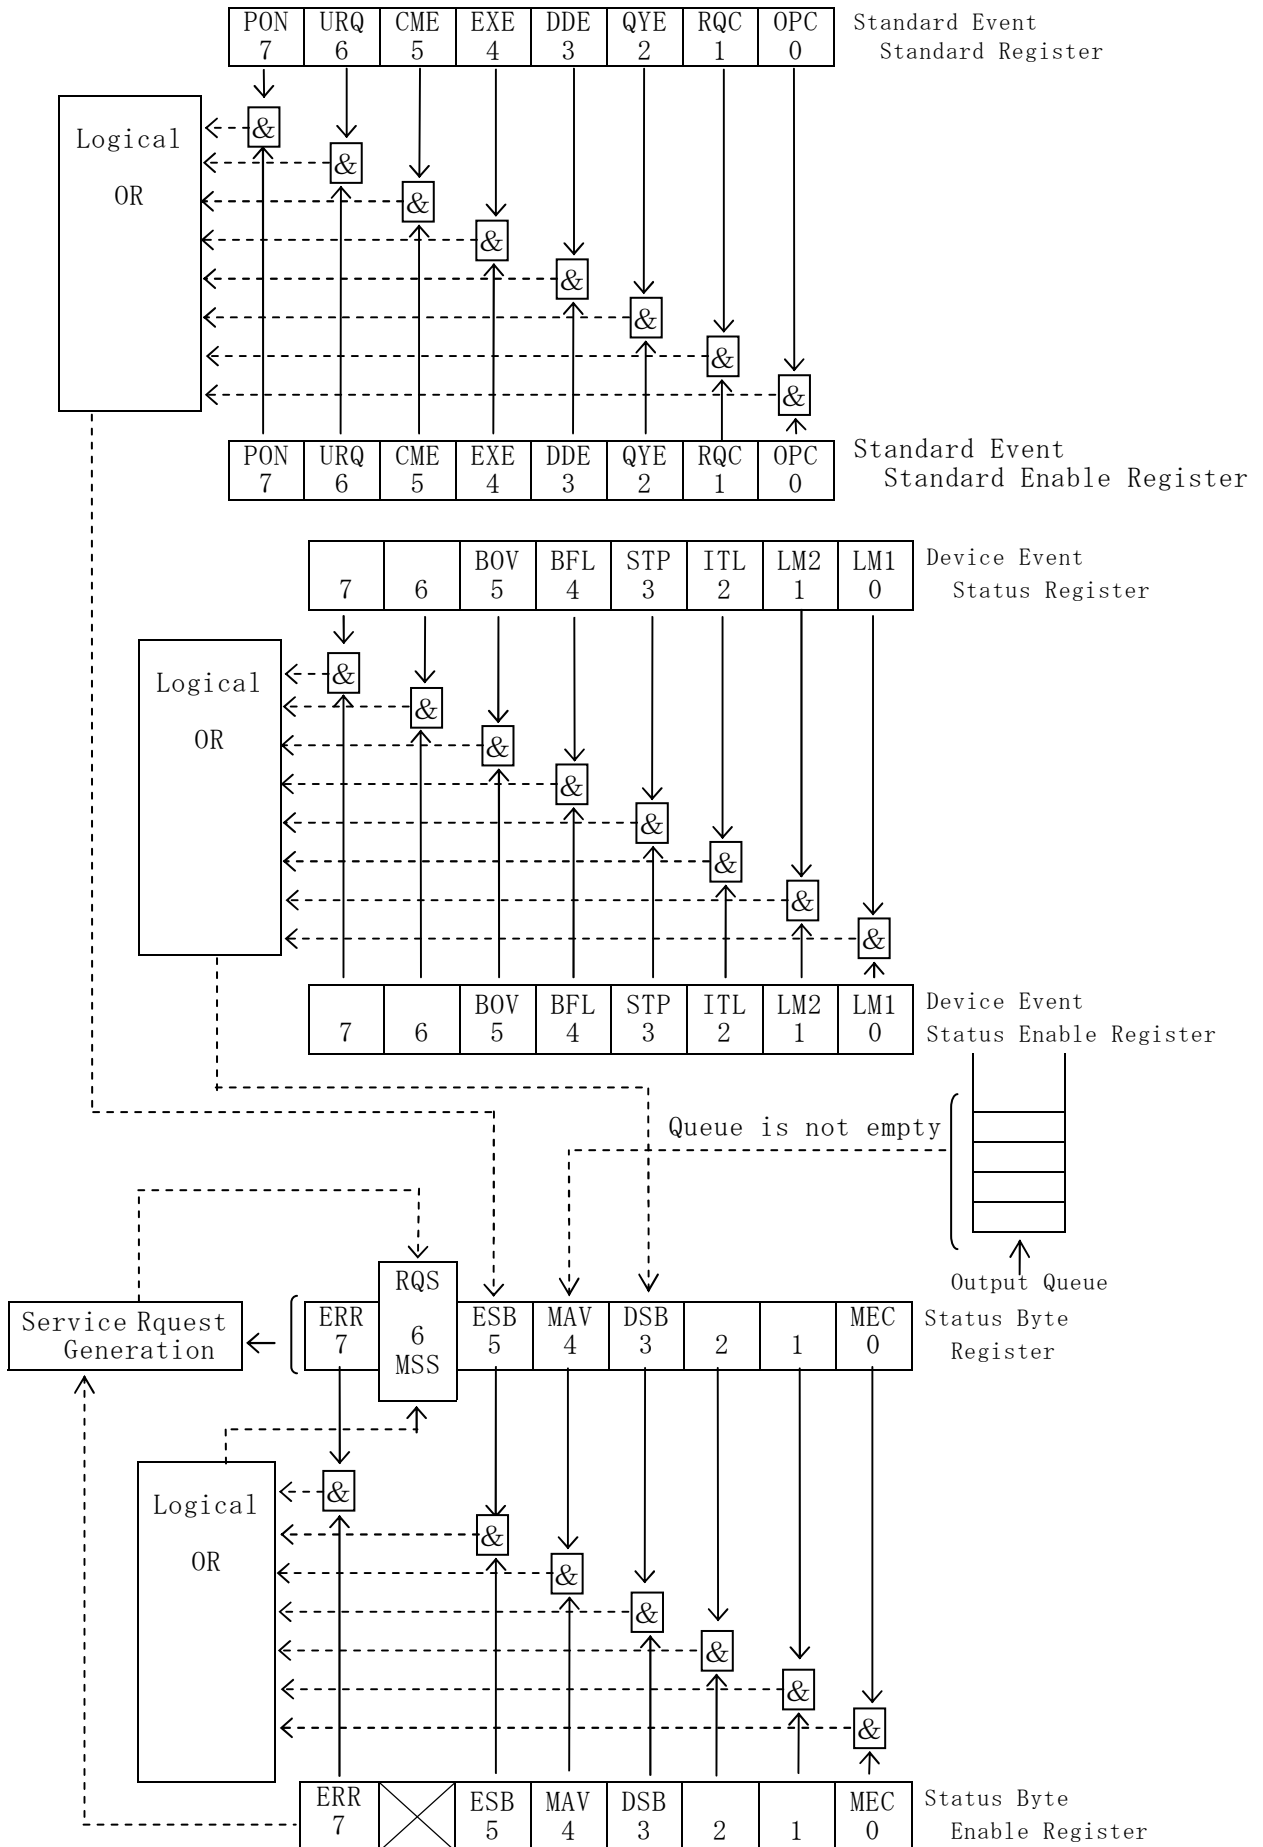 PON URQ CME EXE DDE QYE RQC OPC Standard Event
7 6 5 4 3 2 1 0 Standard Register
Logical
OR
&
&
&
&
&
&
&
&
PON URQ CME EXE DDE QYE RQC OPC Standard Event
7 6 5 4 3 2 1 0 Standard Enable Register
BOV BFL STP ITL LM2 LM1 Device Event
7 6 5 4 3 2 1 0 Status Register
Logical
OR
&
&
&
&
&
&
&
&
BOV BFL STP ITL LM2 LM1 Device Event
7 6 5 4 3 2 1 0 Status Enable Register
Queue is not empty
Output Queue
RQS
ERR ESB MAV DSB MEC Status Byte
7 6 5 4 3 2 1 0 Register
MSS
Service Rquest
Generation
Logical
OR
&
&
&
&
&
&
&
ERR ESB MAV DSB MEC Status Byte
7 5 4 3 2 1 0 Enable Register